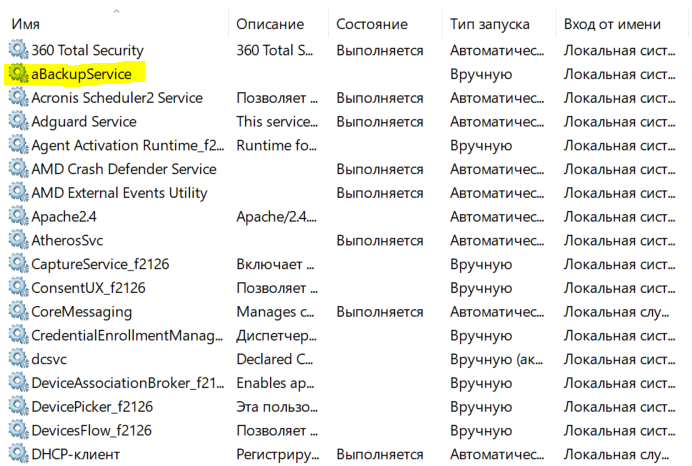 Имя Описание Состояние Тип запуска Вход от имени
360 Total Security 360 Total S... Выполняется Автоматичес... Локальная сист...
aBackupService Вручную Локальная сист...
Acronis Scheduler2 Service Позволяет ... Выполняется Автоматичес... Локальная сист...
Adguard Service This service... Выполняется Автоматичес... Локальная сист...
Agent Activation Runtime_f2... Runtime fo... Вручную Локальная сист...
AMD Crash Defender Service Выполняется Автоматичес... Локальная сист...
AMD External Events Utility Выполняется Автоматичес... Локальная сист...
Apache2.4 Apache/2.4.... Автоматичес... Локальная сист...
AtherosSvc Выполняется Автоматичес... Локальная сист...
CaptureService_f2126 Включает ... Вручную Локальная сист...
ConsentUX_f2126 Позволяет ... Вручную Локальная сист...
CoreMessaging Manages c... Выполняется Автоматичес... Локальная слу...
CredentialEnrollmentManag... Диспетчер... Вручную Локальная сист...
dcsvc Declared C... Вручную (ак... Локальная сист...
DeviceAssociationBroker_f21... Enables ap... Вручную Локальная сист...
DevicePicker_f2126 Эта пользо... Вручную Локальная сист...
DevicesFlow_f2126 Позволяет ... Вручную Локальная сист...
DHCP-клиент Регистриру... Выполняется Автоматичес... Локальная слу...